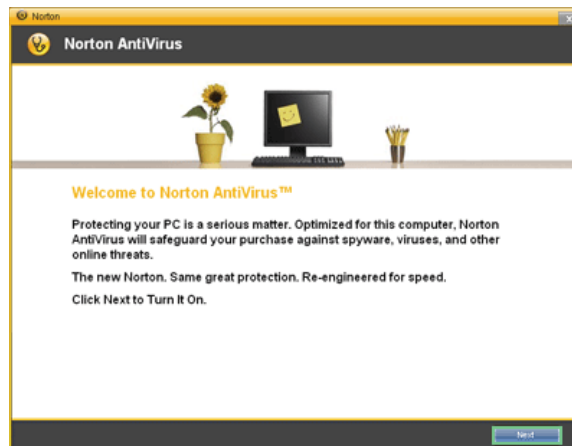 Norton
x
Norton AntiVirus
Welcome to Norton AntiVirus™
Protecting your PC is a serious matter. Optimized for this computer, Norton
AntiVirus will safeguard your purchase against spyware, viruses, and other
online threats.
The new Norton. Same great protection. Re-engineered for speed.
Click Next to Turn It On.
Next